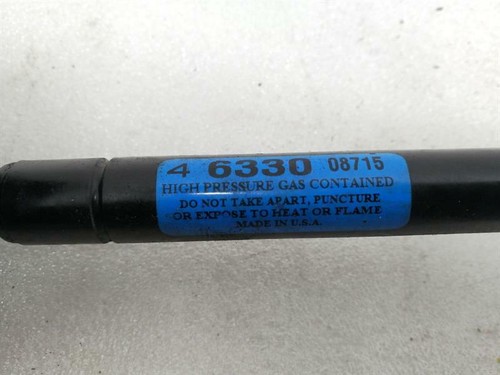 4 6330 08715
HIGH PRESSURE GAS CONTAINED
DO NOT TAKE APART, PUNCTURE
OR EXPOSE TO HEAT OR FLAME
MADE IN U.S.A.